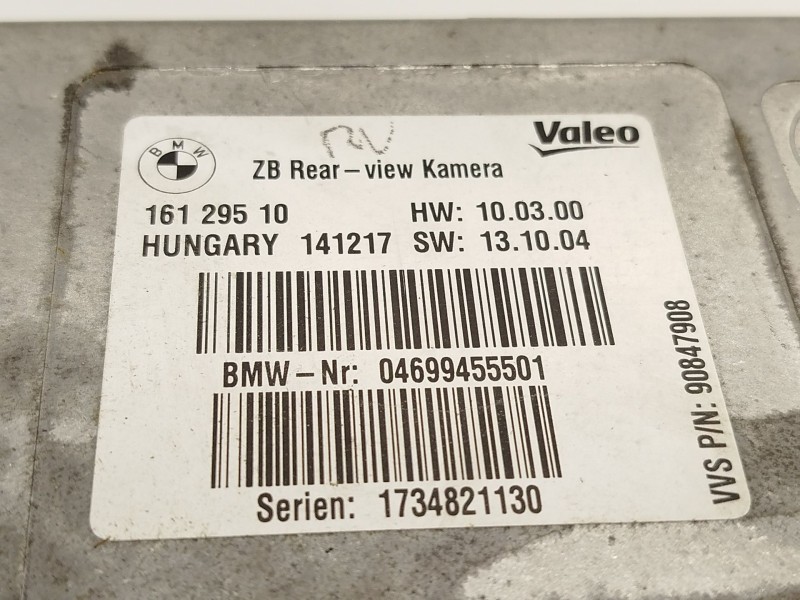 BMW
RV
Valeo
ZB Rear-view Kamera
161 295 10 HW: 10.03.00
HUNGARY 141217 SW: 13.10.04
BMW-Nr: 04699455501
Serien: 1734821130
VVS P/N: 90847908